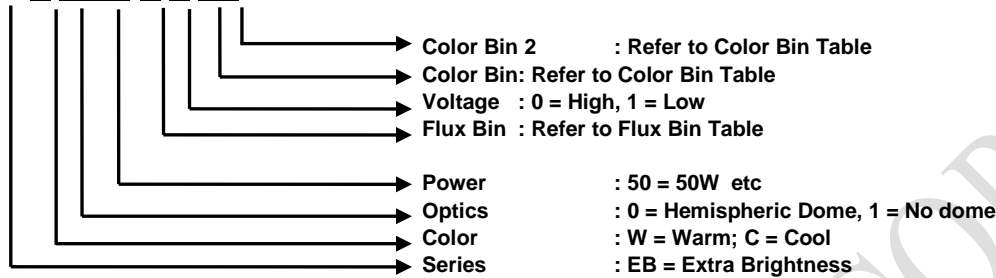 Color Bin 2 : Refer to Color Bin Table
Color Bin: Refer to Color Bin Table
Voltage : 0 = High, 1 = Low
Flux Bin : Refer to Flux Bin Table
Power : 50 = 50W etc
Optics : 0 = Hemispheric Dome, 1 = No dome
Color : W = Warm; C = Cool
Series : EB = Extra Brightness